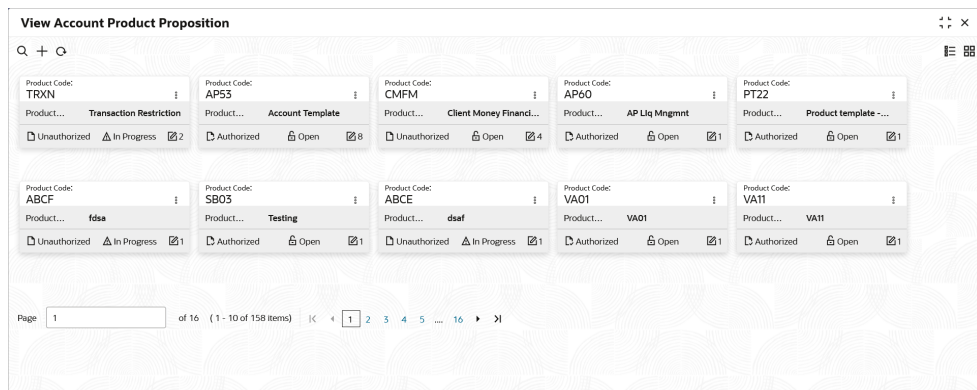 View Account Product Proposition
Product Code: Product Code: Product Code: Product Code: Product Code:
TRXN AP53 CMFM AP60 PT22
Product... Transaction Restriction Product... Account Template Product... Client Money Financi... Product... AP LIq Mngmnt Product... Product template -...
Unauthorized In Progress 2 Authorized Open 8 Unauthorized Open 4 Authorized Open 1 Authorized Open 1
Product Code: Product Code: Product Code: Product Code: Product Code:
ABCF SB03 ABCE VA01 VA11
Product... fdsa Product... Testing Product... dsaf Product... VA01 Product... VA11
Unauthorized In Progress 1 Authorized Open 1 Unauthorized In Progress 1 Authorized Open 1 Authorized Open 1
Page 1 of 16 ( 1 - 10 of 158 items) 1 2 3 4 5 .... 16